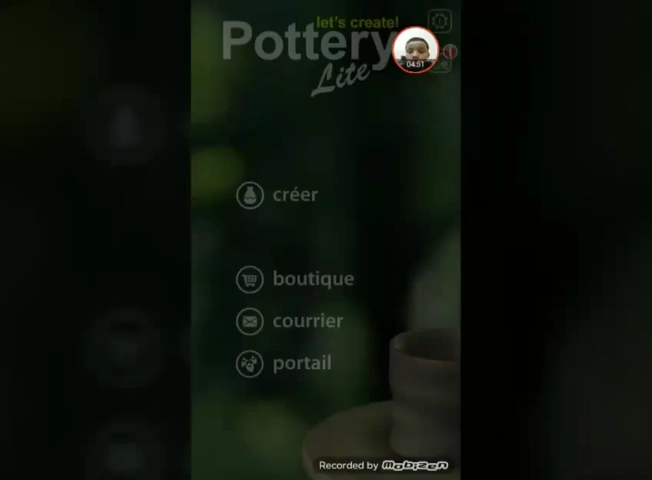 let's create!
Pottery
Lite
04:51
créer
boutique
courrier
portail
Recorded by mobizen